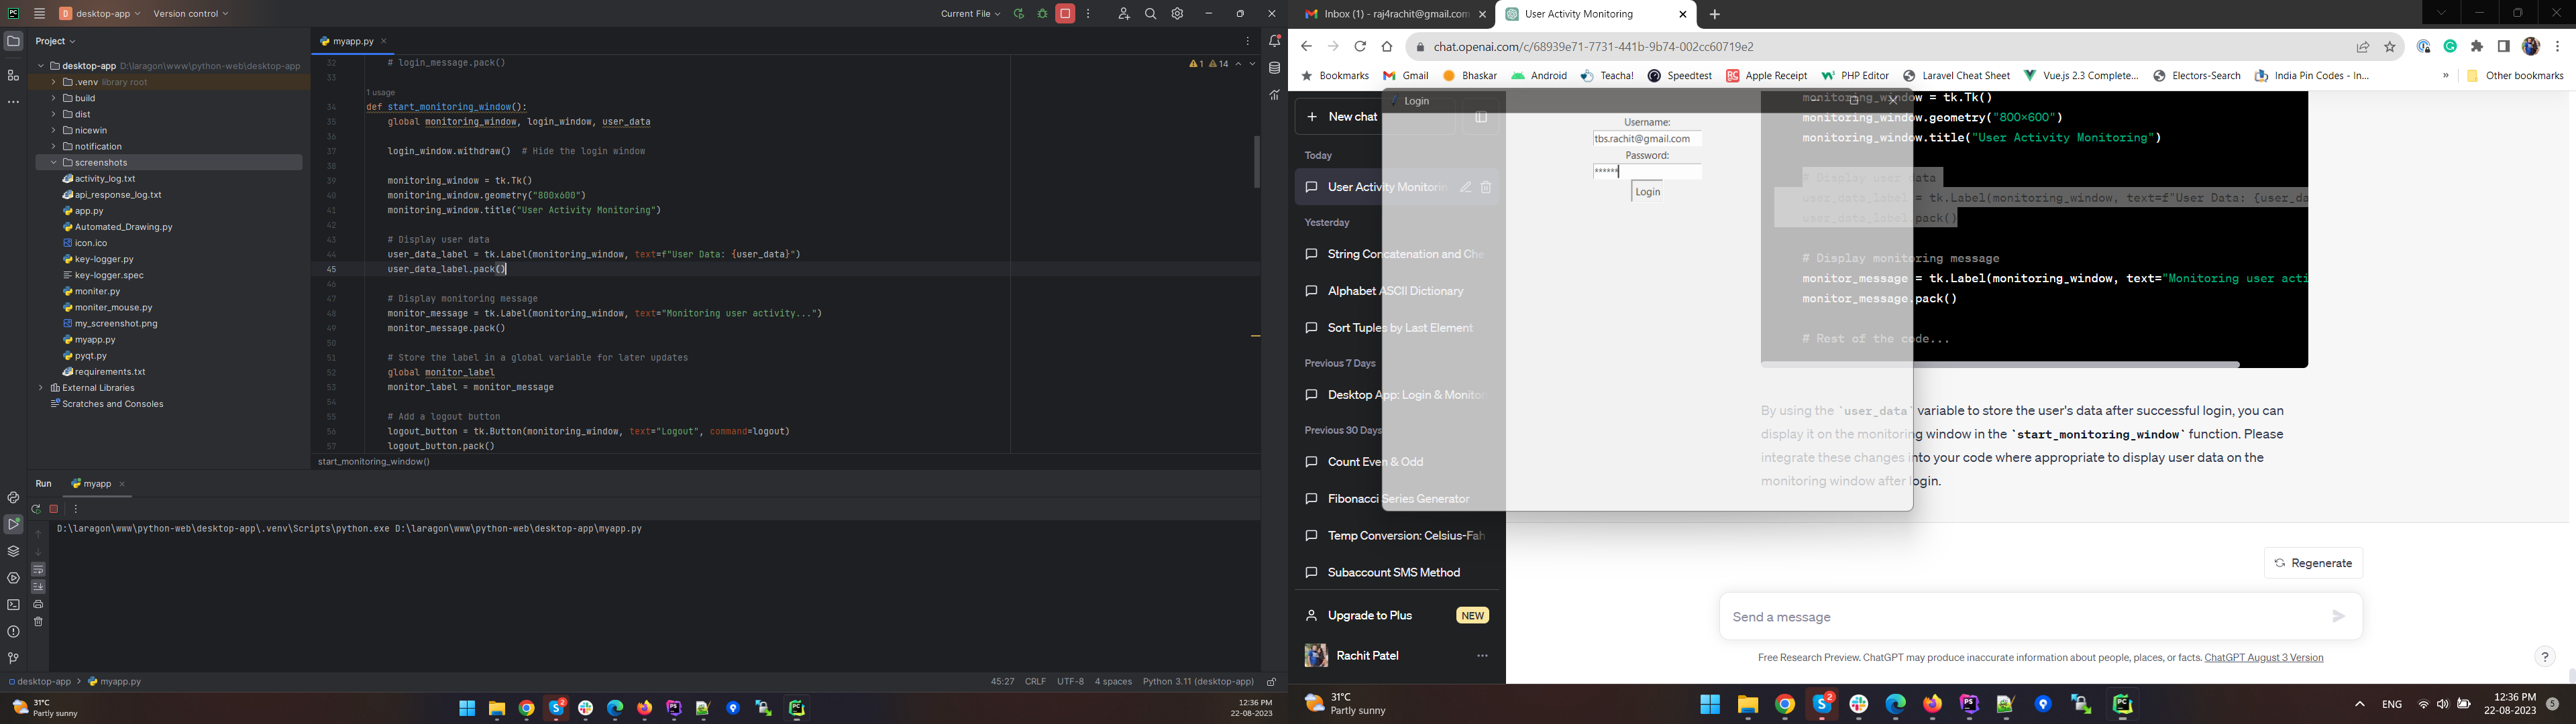 desktop-app
Version control
Current File
Project
myapp.py
desktop-app D:\laragon\www\python-web\desktop-app
.venv library root
build
dist
nicewin
notification
screenshots
activity_log.txt
api_response_log.txt
app.py
Automated_Drawing.py
icon.ico
key-logger.py
key-logger.spec
moniter.py
moniter_mouse.py
my_screenshot.png
myapp.py
pyqt.py
requirements.txt
External Libraries
Scratches and Consoles
1 14
32 # login_message.pack()
33
1 usage
34 def start_monitoring_window():
35 global monitoring_window, login_window, user_data
36
37 login_window.withdraw() # Hide the login window
38
39 monitoring_window = tk.Tk()
40 monitoring_window.geometry("800x600")
41 monitoring_window.title("User Activity Monitoring")
42
43 # Display user data
44 user_data_label = tk.Label(monitoring_window, text=f"User Data: {user_data}")
45 user_data_label.pack()
46
47 # Display monitoring message
48 monitor_message = tk.Label(monitoring_window, text="Monitoring user activity...")
49 monitor_message.pack()
50
51 # Store the label in a global variable for later updates
52 global monitor_label
53 monitor_label = monitor_message
54
55 # Add a logout button
56 logout_button = tk.Button(monitoring_window, text="Logout", command=logout)
57 logout_button.pack()
start_monitoring_window()
Run myapp
D:\laragon\www\python-web\desktop-app\.venv\Scripts\python.exe D:\laragon\www\python-web\desktop-app\myapp.py
desktop-app > myapp.py
45:27 CRLF UTF-8 4 spaces Python 3.11 (desktop-app)
31°C
Partly sunny
2
12:36 PM
22-08-2023
Inbox (1) - raj4rachit@gmail.com
User Activity Monitoring
chat.openai.com/c/68939e71-7731-441b-9b74-002cc60719e2
Bookmarks Gmail Bhaskar Android Teacha! Speedtest Apple Receipt PHP Editor Laravel Cheat Sheet Vue.js 2.3 Complete... Electors-Search India Pin Codes - In... » Other bookmarks
New chat
Today
User Activity Monitorin
Yesterday
String Concatenation and Che
Alphabet ASCII Dictionary
Sort Tuples by Last Element
Previous 7 Days
Desktop App: Login & Monitor
Previous 30 Days
Count Even & Odd
Fibonacci Series Generator
Temp Conversion: Celsius-Fah
Subaccount SMS Method
Upgrade to Plus NEW
Rachit Patel
Login
Username:
tbs.rachit@gmail.com
Password:
******
Login
monitoring_window = tk.Tk()
monitoring_window.geometry("800x600")
monitoring_window.title("User Activity Monitoring")
# Display user data
user_data_label = tk.Label(monitoring_window, text=f"User Data: {user_da
user_data_label.pack()
# Display monitoring message
monitor_message = tk.Label(monitoring_window, text="Monitoring user acti
monitor_message.pack()
# Rest of the code...
By using the `user_data` variable to store the user's data after successful login, you can
display it on the monitoring window in the `start_monitoring_window` function. Please
integrate these changes into your code where appropriate to display user data on the
monitoring window after login.
Regenerate
Send a message
Free Research Preview. ChatGPT may produce inaccurate information about people, places, or facts. ChatGPT August 3 Version
?
31°C
Partly sunny
2
ENG
12:36 PM
22-08-2023
5